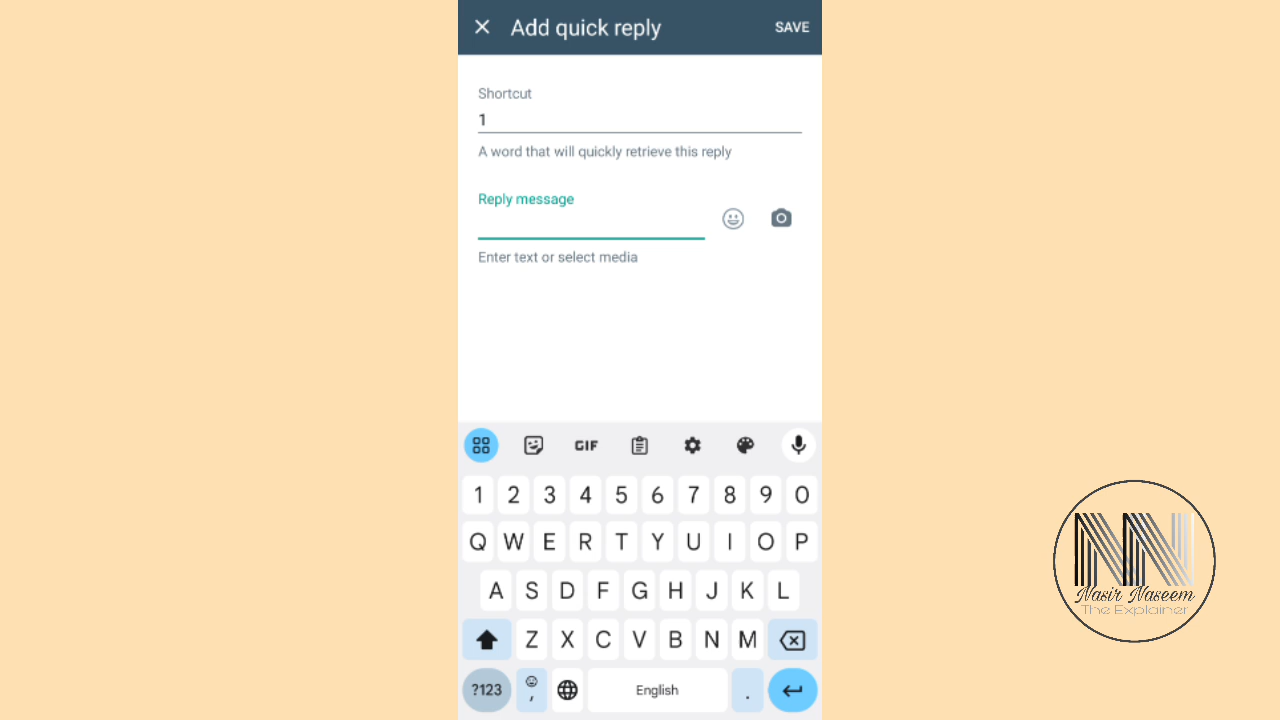 Add quick reply SAVE
Shortcut
1
A word that will quickly retrieve this reply
Reply message
Enter text or select media
GIF
1 2 3 4 5 6 7 8 9 0
Q W E R T Y U I O P
A S D F G H J K L
Z X C V B N M
?123 , English .
NN
Nasir Naseem
The Explainer